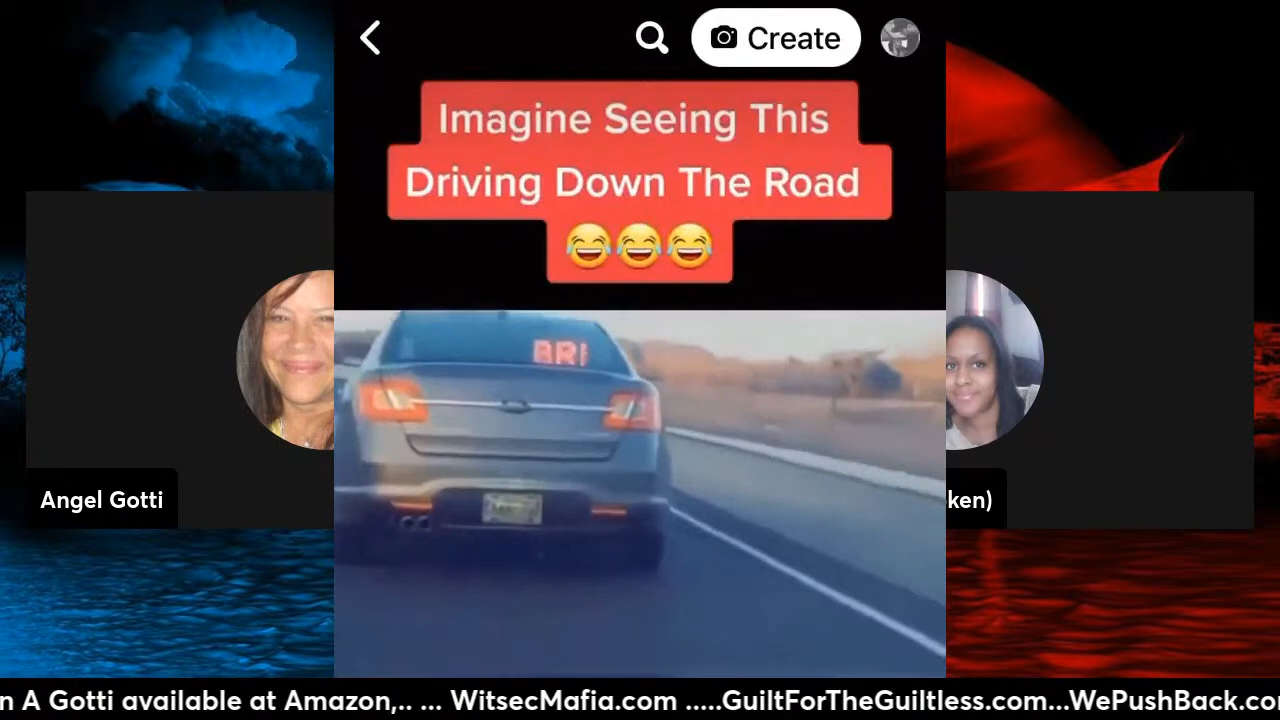 Create
Imagine Seeing This
Driving Down The Road
😂😂😂
BRI
Angel Gotti
ken)
n A Gotti available at Amazon,.. ... WitsecMafia.com .....GuiltForTheGuiltless.com...WePushBack.co